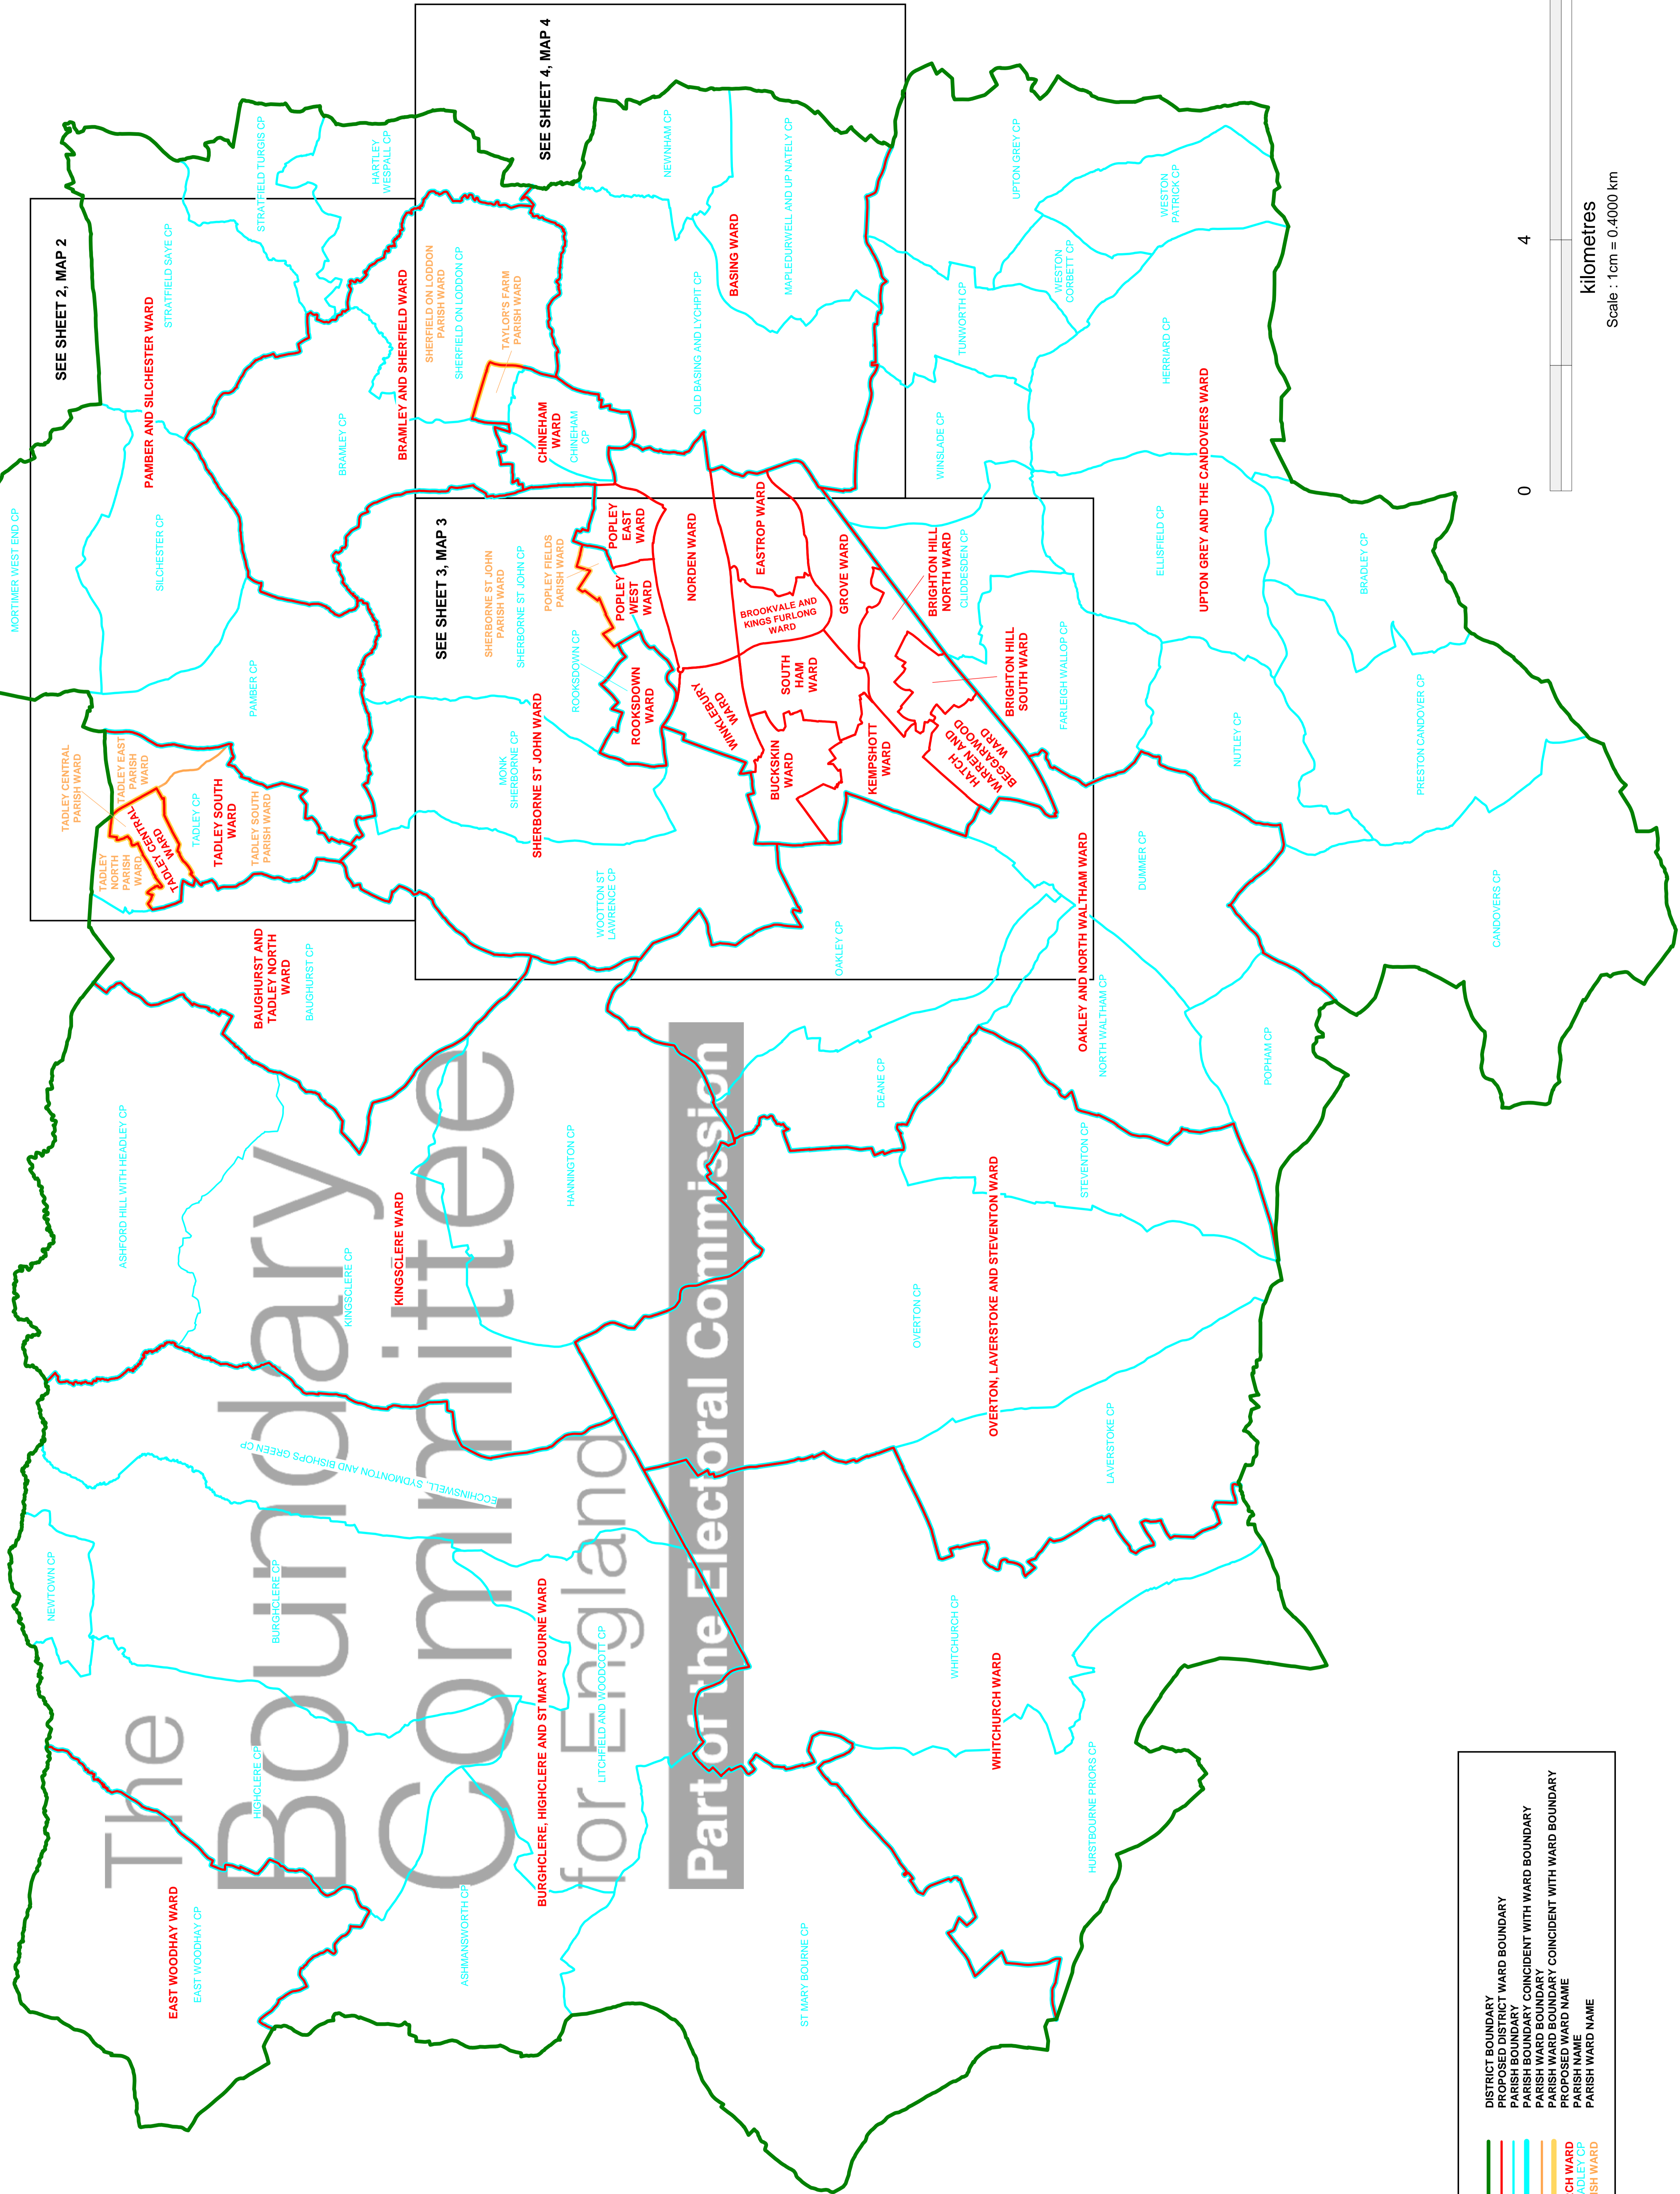 SEE SHEET 2, MAP 2
SEE SHEET 4, MAP 4
SEE SHEET 3, MAP 3
MORTIMER WEST END CP
PAMBER AND SILCHESTER WARD
STRATFIELD SAYE CP
STRATFIELD TURGIS CP
HARTLEY
WESPALL CP
SILCHESTER CP
PAMBER CP
BRAMLEY CP
BRAMLEY AND SHERFIELD WARD
SHERFIELD ON LODDON
PARISH WARD
SHERFIELD ON LODDON CP
TAYLOR'S FARM
PARISH WARD
CHINEHAM
WARD
CHINEHAM
CP
NEWNHAM CP
OLD BASING AND LYCHPIT CP
BASING WARD
MAPLEDURWELL AND UP NATELY CP
TADLEY CENTRAL
PARISH WARD
TADLEY EAST
PARISH
WARD
TADLEY
NORTH
PARISH
WARD
TADLEY CENTRAL
WARD
TADLEY CP
TADLEY SOUTH
WARD
TADLEY SOUTH
PARISH WARD
SHERBORNE ST JOHN
PARISH WARD
SHERBORNE ST JOHN CP
POPLEY FIELDS
PARISH WARD
ROOKSDOWN CP
MONK
SHERBORNE CP
SHERBORNE ST JOHN WARD
ROOKSDOWN
WARD
POPLEY
EAST
WARD
POPLEY
WEST
WARD
NORDEN WARD
EASTROP WARD
BROOKVALE AND
KINGS FURLONG
WARD
GROVE WARD
WINKLEBURY
WARD
SOUTH
HAM
WARD
BUCKSKIN
WARD
KEMPSHOTT
WARD
BRIGHTON HILL
NORTH WARD
BRIGHTON HILL
SOUTH WARD
HATCH
WARREN AND
BEGGARWOOD
WARD
WOOTTON ST
LAWRENCE CP
OAKLEY CP
CLIDDESDEN CP
FARLEIGH WALLOP CP
WINSLADE CP
TUNWORTH CP
UPTON GREY CP
WESTON
CORBETT CP
WESTON
PATRICK CP
HERRIARD CP
ELLISFIELD CP
UPTON GREY AND THE CANDOVERS WARD
BRADLEY CP
NUTLEY CP
PRESTON CANDOVER CP
CANDOVERS CP
DUMMER CP
OAKLEY AND NORTH WALTHAM WARD
NORTH WALTHAM CP
POPHAM CP
DEANE CP
STEVENTON CP
BAUGHURST AND
TADLEY NORTH
WARD
BAUGHURST CP
ASHFORD HILL WITH HEADLEY CP
KINGSCLERE CP
KINGSCLERE WARD
HANNINGTON CP
OVERTON CP
OVERTON, LAVERSTOKE AND STEVENTON WARD
LAVERSTOKE CP
ECCHINSWELL, SYDMONTON AND BISHOPS GREEN CP
NEWTOWN CP
BURGHCLERE CP
HIGHCLERE CP
BURGHCLERE, HIGHCLERE AND ST MARY BOURNE WARD
LITCHFIELD AND WOODCOTT CP
EAST WOODHAY WARD
EAST WOODHAY CP
ASHMANSWORTH CP
ST MARY BOURNE CP
WHITCHURCH CP
WHITCHURCH WARD
HURSTBOURNE PRIORS CP
The
Boundary
Committee
for England
Part of the Electoral Commission
0
4
kilometres
Scale : 1cm = 0.4000 km
DISTRICT BOUNDARY
PROPOSED DISTRICT WARD BOUNDARY
PARISH BOUNDARY
PARISH BOUNDARY COINCIDENT WITH WARD BOUNDARY
PARISH WARD BOUNDARY
PARISH WARD BOUNDARY COINCIDENT WITH WARD BOUNDARY
PROPOSED WARD NAME
PARISH NAME
PARISH WARD NAME
WARD
CP
WARD